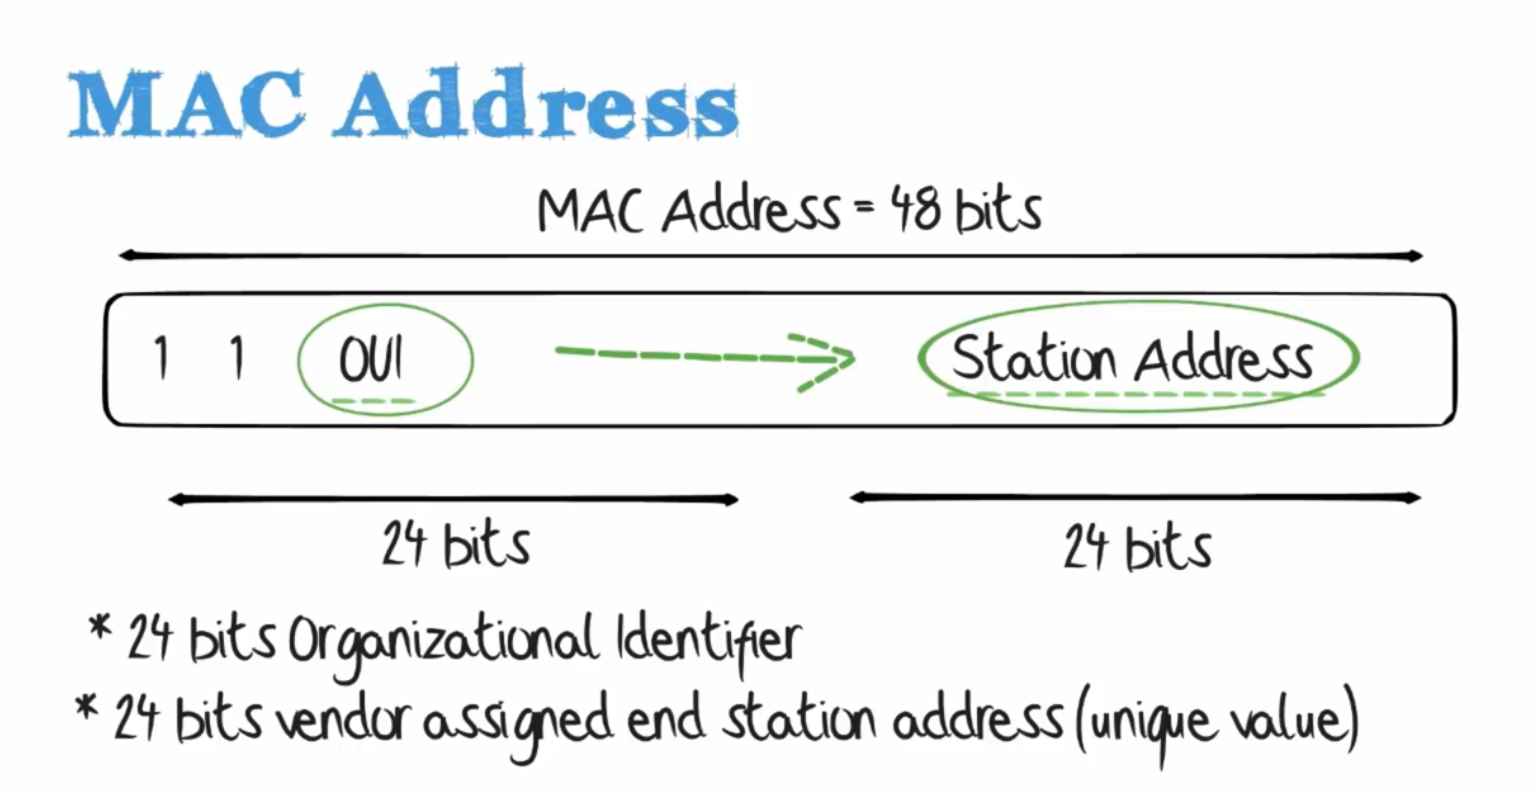 MAC Address
MAC Address = 48 bits
1 1 OUI Station Address
24 bits 24 bits
* 24 bits Organizational Identifier
* 24 bits vendor assigned end station address (unique value)